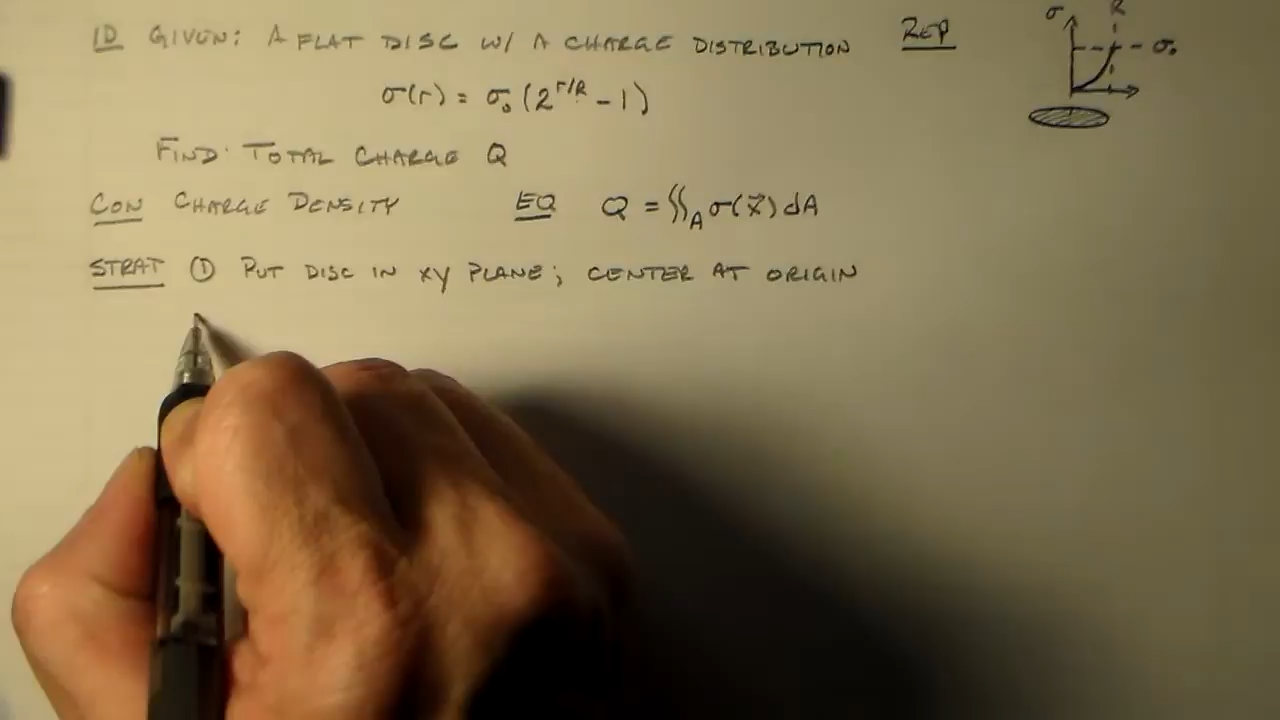 ID GIVEN: A FLAT DISC W/ A CHARGE DISTRIBUTION REP
σ(r) = σ₀ (2^{r/R} - 1)
FIND: TOTAL CHARGE Q
CON CHARGE DENSITY EQ Q = ∫∫_A σ(x⃗) dA
STRAT ① PUT DISC IN XY PLANE; CENTER AT ORIGIN
σ R
σ₀